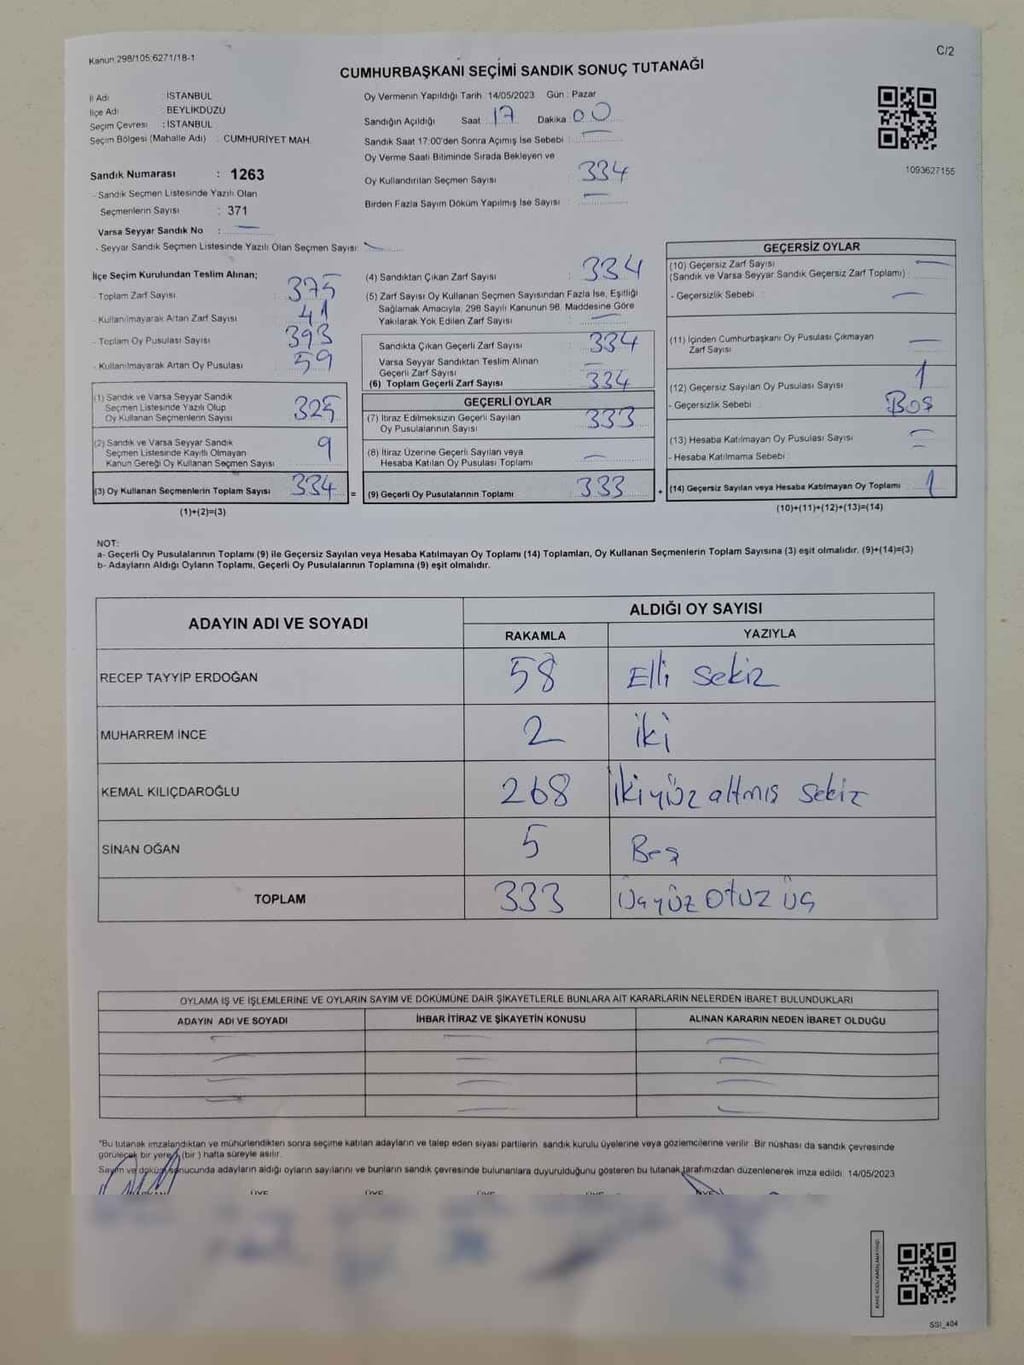 Kanun 298/105;6271/18-1
C/2
CUMHURBAŞKANI SEÇİMİ SANDIK SONUÇ TUTANAĞI
İl Adı : İSTANBUL
İlçe Adı : BEYLİKDÜZÜ
Seçim Çevresi : İSTANBUL
Seçim Bölgesi (Mahalle Adı) : CUMHURİYET MAH.
Sandık Numarası : 1263
- Sandık Seçmen Listesinde Yazılı Olan
Seçmenlerin Sayısı : 371
Varsa Seyyar Sandık No :
- Seyyar Sandık Seçmen Listesinde Yazılı Olan Seçmen Sayısı:
Oy Vermenin Yapıldığı Tarih: 14/05/2023 Gün : Pazar
Sandığın Açıldığı Saat : 17 Dakika : 00
Sandık Saat 17:00'den Sonra Açılmış İse Sebebi :
Oy Verme Saati Bitiminde Sırada Bekleyen ve
Oy Kullandırılan Seçmen Sayısı : 334
Birden Fazla Sayım Döküm Yapılmış İse Sayısı :
1093627155
İlçe Seçim Kurulundan Teslim Alınan;
- Toplam Zarf Sayısı : 375
- Kullanılmayarak Artan Zarf Sayısı : 41
- Toplam Oy Pusulası Sayısı : 393
- Kullanılmayarak Artan Oy Pusulası : 59
(1) Sandık ve Varsa Seyyar Sandık
Seçmen Listesinde Yazılı Olup
Oy Kullanan Seçmenlerin Sayısı 325
(2) Sandık ve Varsa Seyyar Sandık
Seçmen Listesinde Kayıtlı Olmayan
Kanun Gereği Oy Kullanan Seçmen Sayısı 9
(3) Oy Kullanan Seçmenlerin Toplam Sayısı 334 =
(1)+(2)=(3)
(4) Sandıktan Çıkan Zarf Sayısı : 334
(5) Zarf Sayısı Oy Kullanan Seçmen Sayısından Fazla İse, Eşitliği
Sağlamak Amacıyla, 298 Sayılı Kanunun 98. Maddesine Göre
Yakılarak Yok Edilen Zarf Sayısı :
Sandıkta Çıkan Geçerli Zarf Sayısı : 334
Varsa Seyyar Sandıktan Teslim Alınan
Geçerli Zarf Sayısı
(6) Toplam Geçerli Zarf Sayısı : 334
GEÇERLİ OYLAR
(7) İtiraz Edilmeksizin Geçerli Sayılan
Oy Pusulalarının Sayısı : 333
(8) İtiraz Üzerine Geçerli Sayılan veya
Hesaba Katılan Oy Pusulası Toplamı :
(9) Geçerli Oy Pusulalarının Toplamı : 333 +
GEÇERSİZ OYLAR
(10) Geçersiz Zarf Sayısı
(Sandık ve Varsa Seyyar Sandık Geçersiz Zarf Toplamı) :
- Geçersizlik Sebebi :
(11) İçinden Cumhurbaşkanı Oy Pusulası Çıkmayan
Zarf Sayısı :
(12) Geçersiz Sayılan Oy Pusulası Sayısı : 1
- Geçersizlik Sebebi : Boş
(13) Hesaba Katılmayan Oy Pusulası Sayısı :
- Hesaba Katılmama Sebebi :
(14) Geçersiz Sayılan veya Hesaba Katılmayan Oy Toplamı : 1
(10)+(11)+(12)+(13)=(14)
NOT:
a- Geçerli Oy Pusulalarının Toplamı (9) ile Geçersiz Sayılan veya Hesaba Katılmayan Oy Toplamı (14) Toplamları, Oy Kullanan Seçmenlerin Toplam Sayısına (3) eşit olmalıdır. (9)+(14)=(3)
b- Adayların Aldığı Oyların Toplamı, Geçerli Oy Pusulalarının Toplamına (9) eşit olmalıdır.
ADAYIN ADI VE SOYADI
ALDIĞI OY SAYISI
RAKAMLA YAZIYLA
RECEP TAYYİP ERDOĞAN 58 Elli sekiz
MUHARREM İNCE 2 iki
KEMAL KILIÇDAROĞLU 268 İkiyüz altmış sekiz
SİNAN OĞAN 5 Beş
TOPLAM 333 Üçyüz otuz üç
OYLAMA İŞ VE İŞLEMLERİNE VE OYLARIN SAYIM VE DÖKÜMÜNE DAİR ŞİKAYETLERLE BUNLARA AİT KARARLARIN NELERDEN İBARET BULUNDUKLARI
ADAYIN ADI VE SOYADI İHBAR İTİRAZ VE ŞİKAYETİN KONUSU ALINAN KARARIN NEDEN İBARET OLDUĞU
"Bu tutanak imzalandıktan ve mühürlendikten sonra seçime katılan adayların ve talep eden siyasi partilerin sandık kurulu üyelerine veya gözlemcilerine verilir. Bir nüshası da sandık çevresinde
görülecek bir yere 1 (bir ) hafta süreyle asılır.
Sayım ve döküm sonucunda adayların aldığı oyların sayılarını ve bunların sandık çevresinde bulunanlara duyurulduğunu gösteren bu tutanak tarafımızdan düzenlenerek imza edildi. 14/05/2023
SSI_404